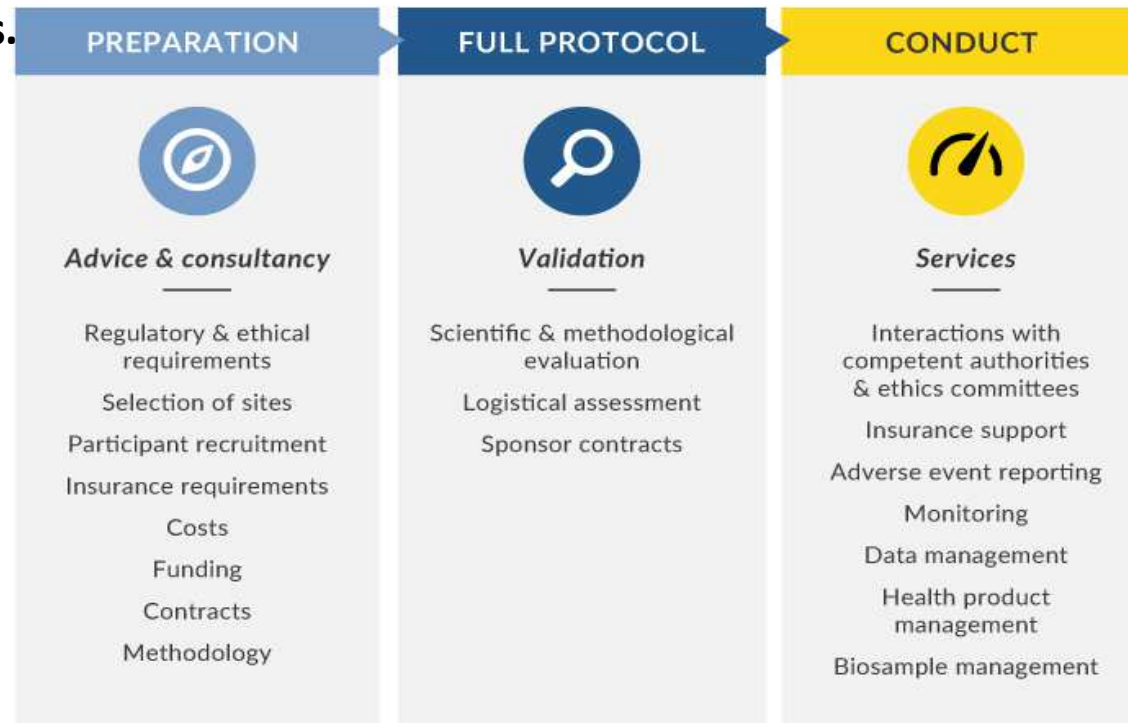 s.
PREPARATION
Advice & consultancy
Regulatory & ethical
requirements
Selection of sites
Participant recruitment
Insurance requirements
Costs
Funding
Contracts
Methodology
FULL PROTOCOL
Validation
Scientific & methodological
evaluation
Logistical assessment
Sponsor contracts
CONDUCT
Services
Interactions with
competent authorities
& ethics committees
Insurance support
Adverse event reporting
Monitoring
Data management
Health product
management
Biosample management